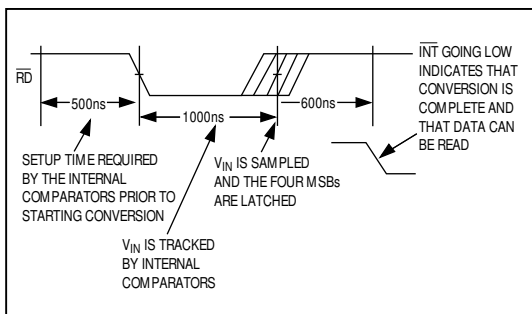 RD
500ns
1000ns
600ns
INT GOING LOW
INDICATES THAT
CONVERSION IS
COMPLETE AND
THAT DATA CAN
BE READ
SETUP TIME REQUIRED
BY THE INTERNAL
COMPARATORS PRIOR TO
STARTING CONVERSION
VIN IS SAMPLED
AND THE FOUR MSBs
ARE LATCHED
VIN IS TRACKED
BY INTERNAL
COMPARATORS